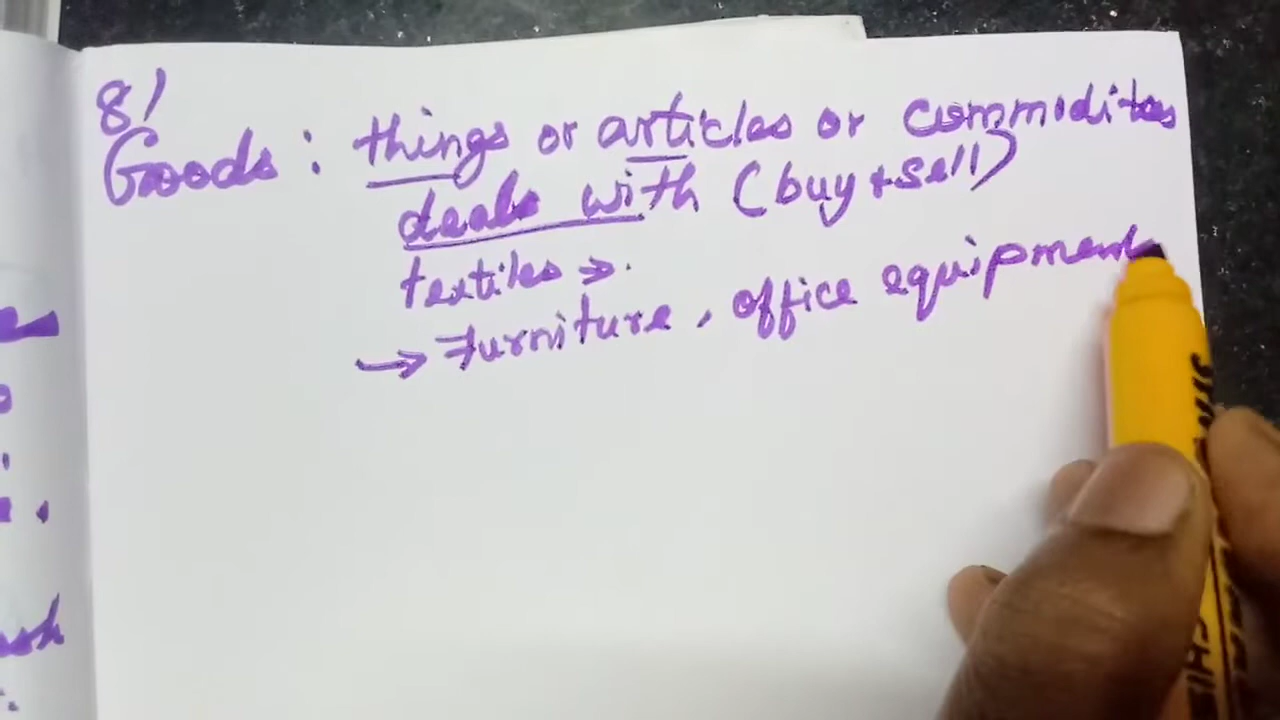 8)
Goods: things or articles or commodities
deals with (buy + sell)
textiles →
→ Furniture, office equipment